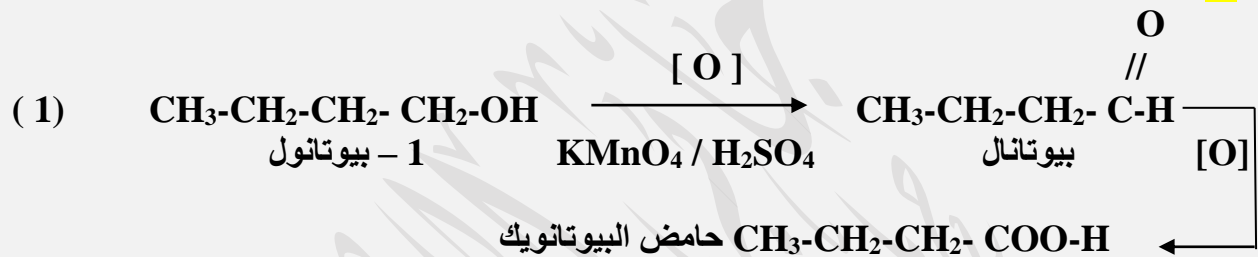 O
[ O ] //
( 1) CH₃-CH₂-CH₂- CH₂-OH CH₃-CH₂-CH₂- C-H
1 – بيوتانول KMnO₄ / H₂SO₄ بيوتانال [O]
CH₃-CH₂-CH₂- COO-H حامض البيوتانويك